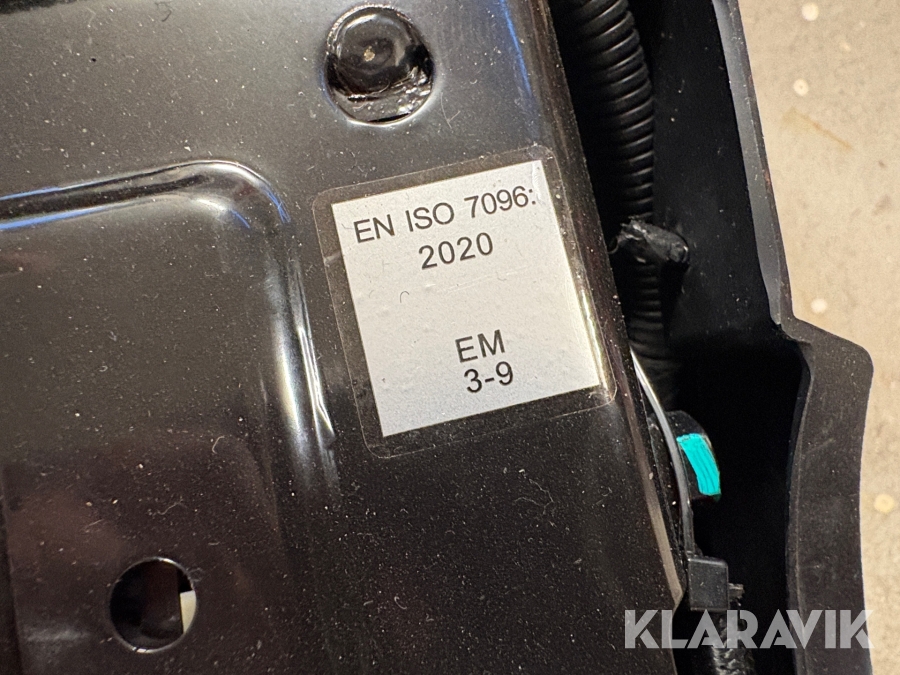 EN ISO 7096:
2020
EM
3-9
KLARAVIK